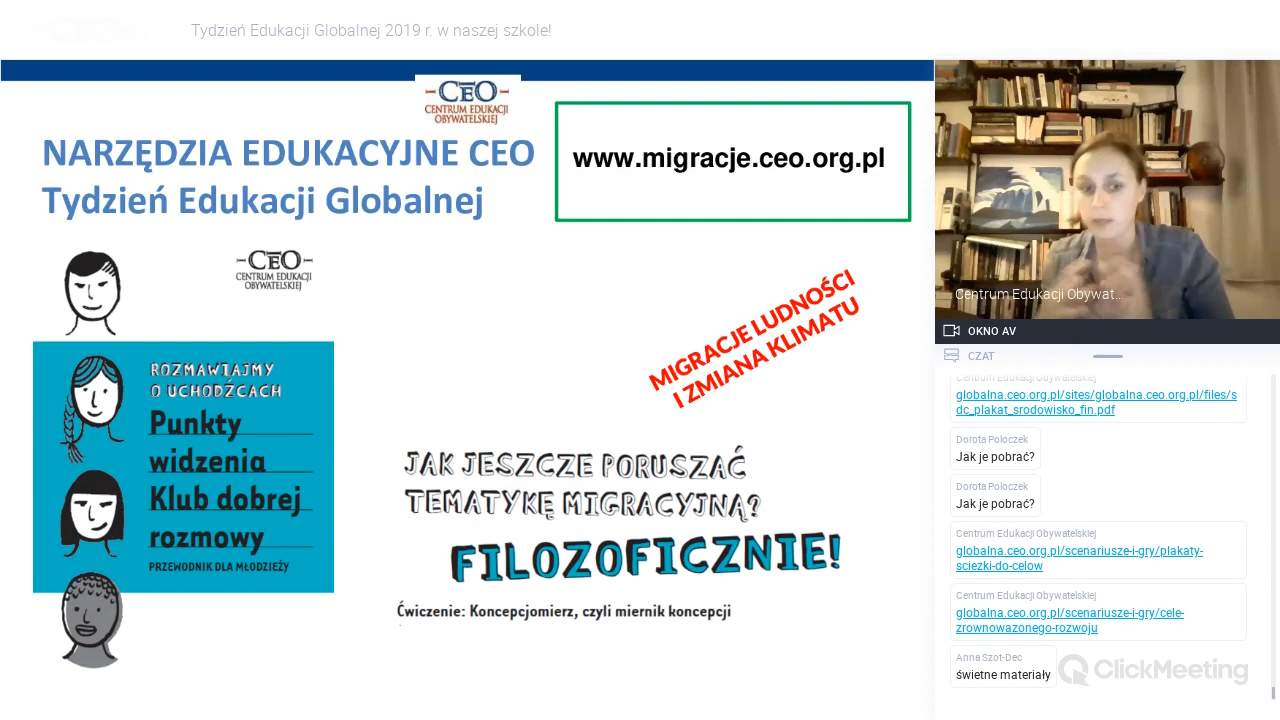 Tydzień Edukacji Globalnej 2019 r. w naszej szkole!
CEO
CENTRUM EDUKACJI
OBYWATELSKIEJ
NARZĘDZIA EDUKACYJNE CEO
Tydzień Edukacji Globalnej
www.migracje.ceo.org.pl
CEO
CENTRUM EDUKACJI
OBYWATELSKIEJ
MIGRACJE LUDNOŚCI
I ZMIANA KLIMATU
ROZMAWIAJMY
O UCHODŹCACH
Punkty
widzenia
Klub dobrej
rozmowy
PRZEWODNIK DLA MŁODZIEŻY
JAK JESZCZE PORUSZAĆ
TEMATYKĘ MIGRACYJNĄ?
FILOZOFICZNIE!
Ćwiczenie: Koncepcjomierz, czyli miernik koncepcji
Centrum Edukacji Obywat...
OKNO AV
CZAT
Centrum Edukacji Obywatelskiej
globalna.ceo.org.pl/sites/globalna.ceo.org.pl/files/s
dc_plakat_srodowisko_fin.pdf
Dorota Poloczek
Jak je pobrać?
Dorota Poloczek
Jak je pobrać?
Centrum Edukacji Obywatelskiej
globalna.ceo.org.pl/scenariusze-i-gry/plakaty-
sciezki-do-celow
Centrum Edukacji Obywatelskiej
globalna.ceo.org.pl/scenariusze-i-gry/cele-
zrownowazonego-rozwoju
Anna Szot-Dec
świetne materiały
ClickMeeting